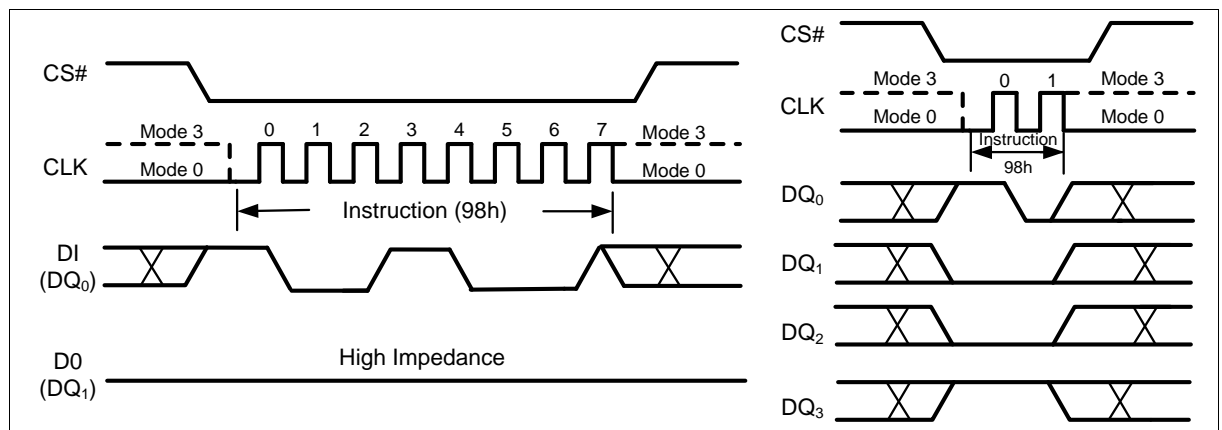 CS#
Mode 3
0 1 2 3 4 5 6 7
Mode 3
CLK
Mode 0
Mode 0
Instruction (98h)
DI
(DQ0)
High Impedance
D0
(DQ1)
CS#
Mode 3
0 1
Mode 3
CLK
Mode 0
Mode 0
Instruction
98h
DQ0
DQ1
DQ2
DQ3